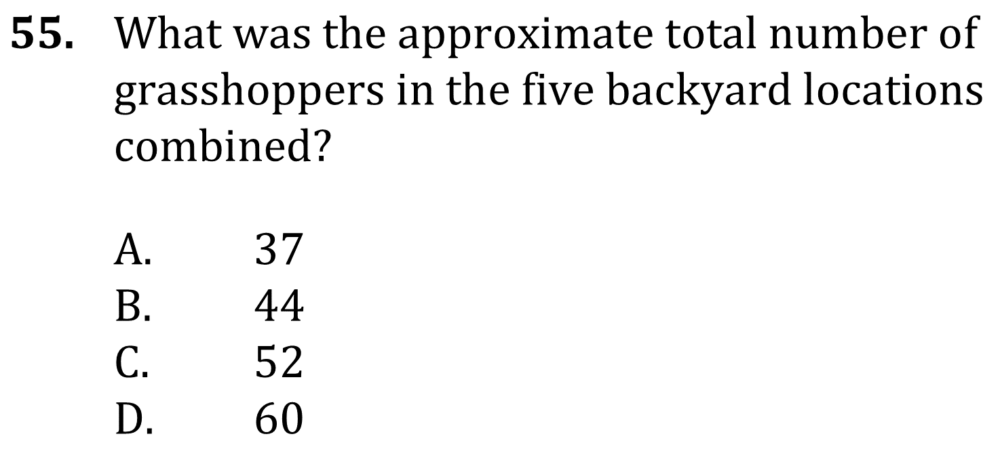 55. What was the approximate total number of
grasshoppers in the five backyard locations
combined?
A. 37
B. 44
C. 52
D. 60